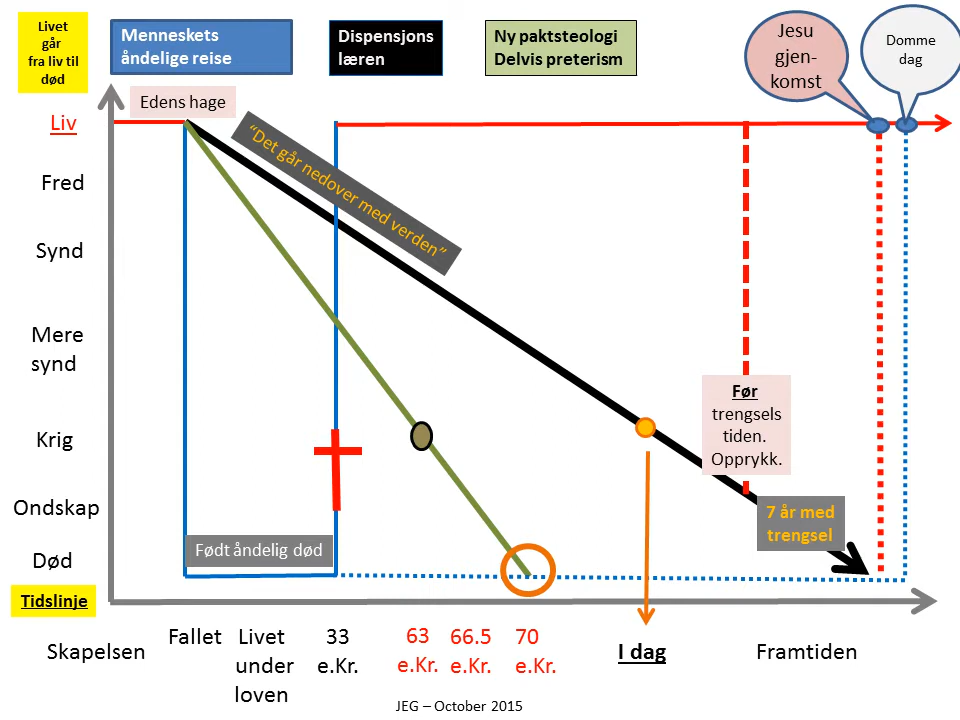 Livet
går
fra liv til
død
Menneskets
åndelige reise
Dispensjons
læren
Ny paktsteologi
Delvis preterism
Jesu
gjen-
komst
Domme
dag
Edens hage
Liv
"Det går nedover med verden"
Fred
Synd
Mere
synd
Før
trengsels
tiden.
Opprykk.
Krig
Ondskap
7 år med
trengsel
Født åndelig død
Død
Tidslinje
Skapelsen
Fallet
Livet
under
loven
33
e.Kr.
63
e.Kr.
66.5
e.Kr.
70
e.Kr.
I dag
Framtiden
JEG – October 2015